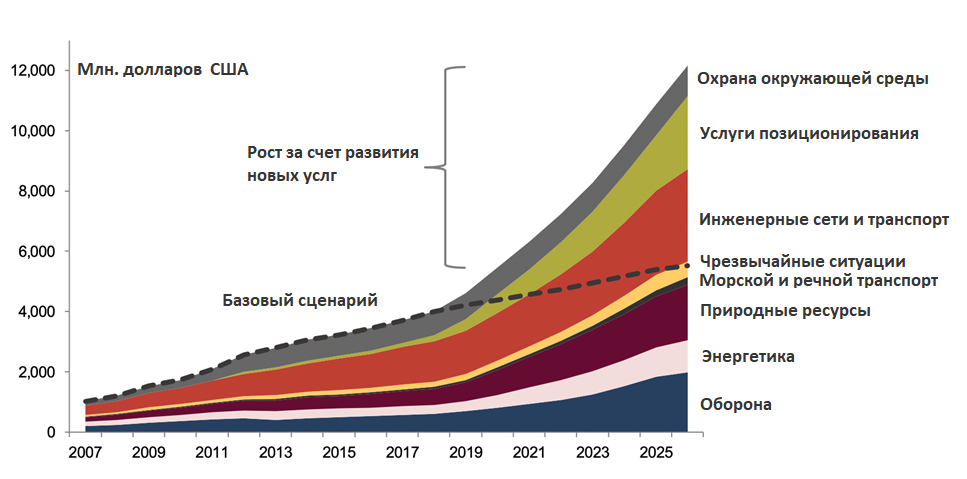 Млн. долларов США
12,000
10,000
8,000
6,000
4,000
2,000
0
Рост за счет развития
новых услг
Базовый сценарий
Охрана окружающей среды
Услуги позиционирования
Инженерные сети и транспорт
Чрезвычайные ситуации
Морской и речной транспорт
Природные ресурсы
Энергетика
Оборона
2007 2009 2011 2013 2015 2017 2019 2021 2023 2025